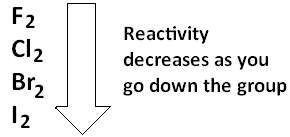 F₂
Cl₂
Br₂
I₂
Reactivity
decreases as you
go down the group